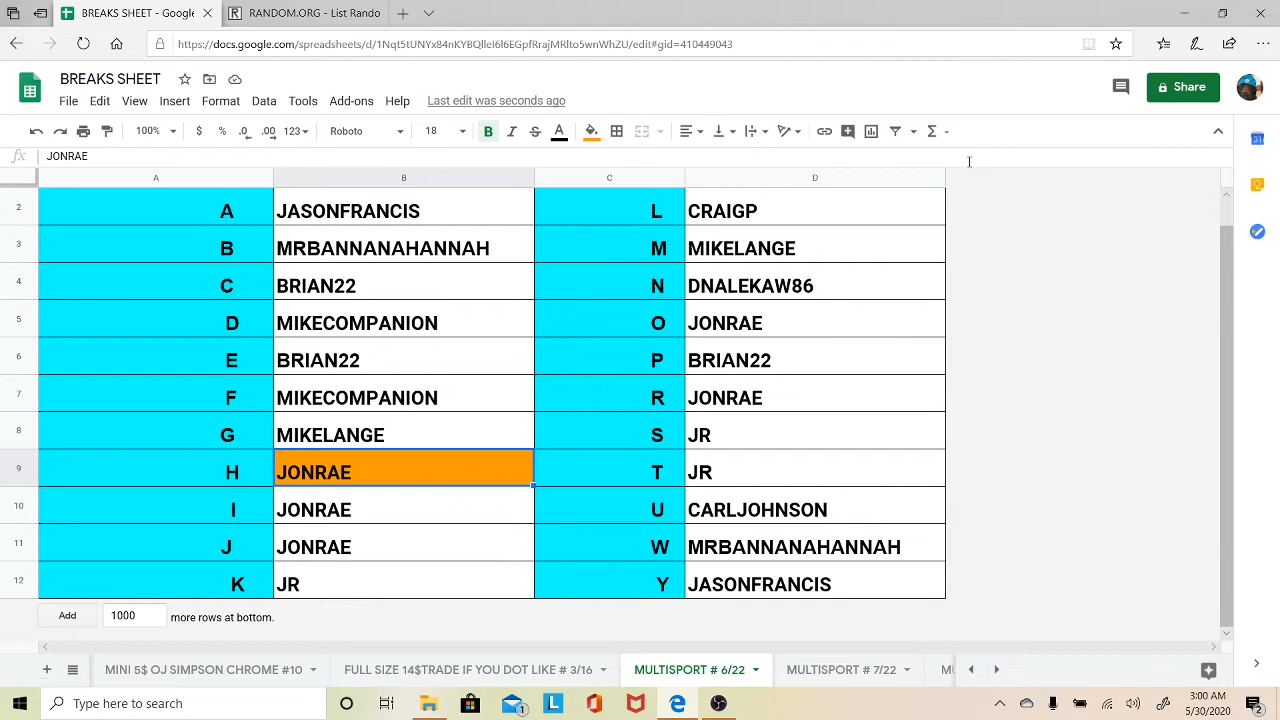 BREAKS SHEET - Google Sheets
RANDOM.ORG - Rando
https://docs.google.com/spreadsheets/d/1Nqt5tUNYx84nKYBQlleI6l6EGpfRrajMRlto5wnWhZU/edit#gid=410449043
BREAKS SHEET
File Edit View Insert Format Data Tools Add-ons Help Last edit was seconds ago
Share
100% $ % .0 .00 123 Roboto 18 B I S A
fx JONRAE
A B C D
2 A JASONFRANCIS L CRAIGP
3 B MRBANNANAHANNAH M MIKELANGE
4 C BRIAN22 N DNALEKAW86
5 D MIKECOMPANION O JONRAE
6 E BRIAN22 P BRIAN22
7 F MIKECOMPANION R JONRAE
8 G MIKELANGE S JR
9 H JONRAE T JR
10 I JONRAE U CARLJOHNSON
11 J JONRAE W MRBANNANAHANNAH
12 K JR Y JASONFRANCIS
Add 1000 more rows at bottom.
MINI 5$ OJ SIMPSON CHROME #10 FULL SIZE 14$TRADE IF YOU DOT LIKE # 3/16 MULTISPORT # 6/22 MULTISPORT # 7/22
Type here to search
3:00 AM
5/30/2020